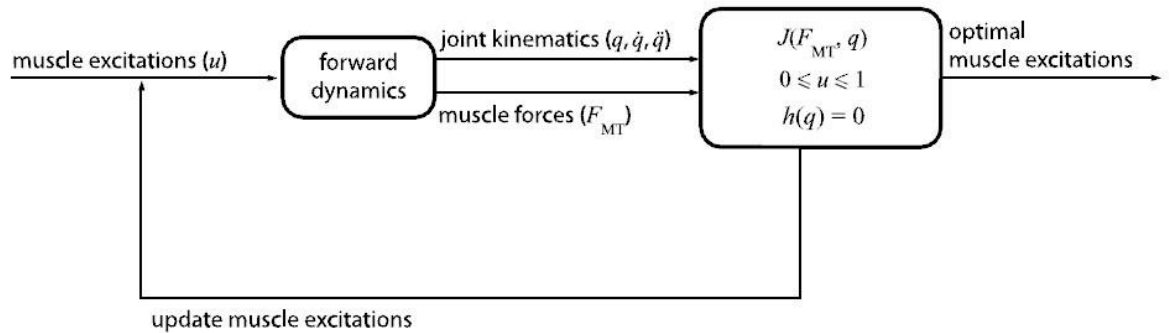 muscle excitations (u)
forward
dynamics
joint kinematics (q, q̇, q̈)
muscle forces (F_MT)
J(F_MT, q)
0 ⩽ u ⩽ 1
h(q) = 0
optimal
muscle excitations
update muscle excitations